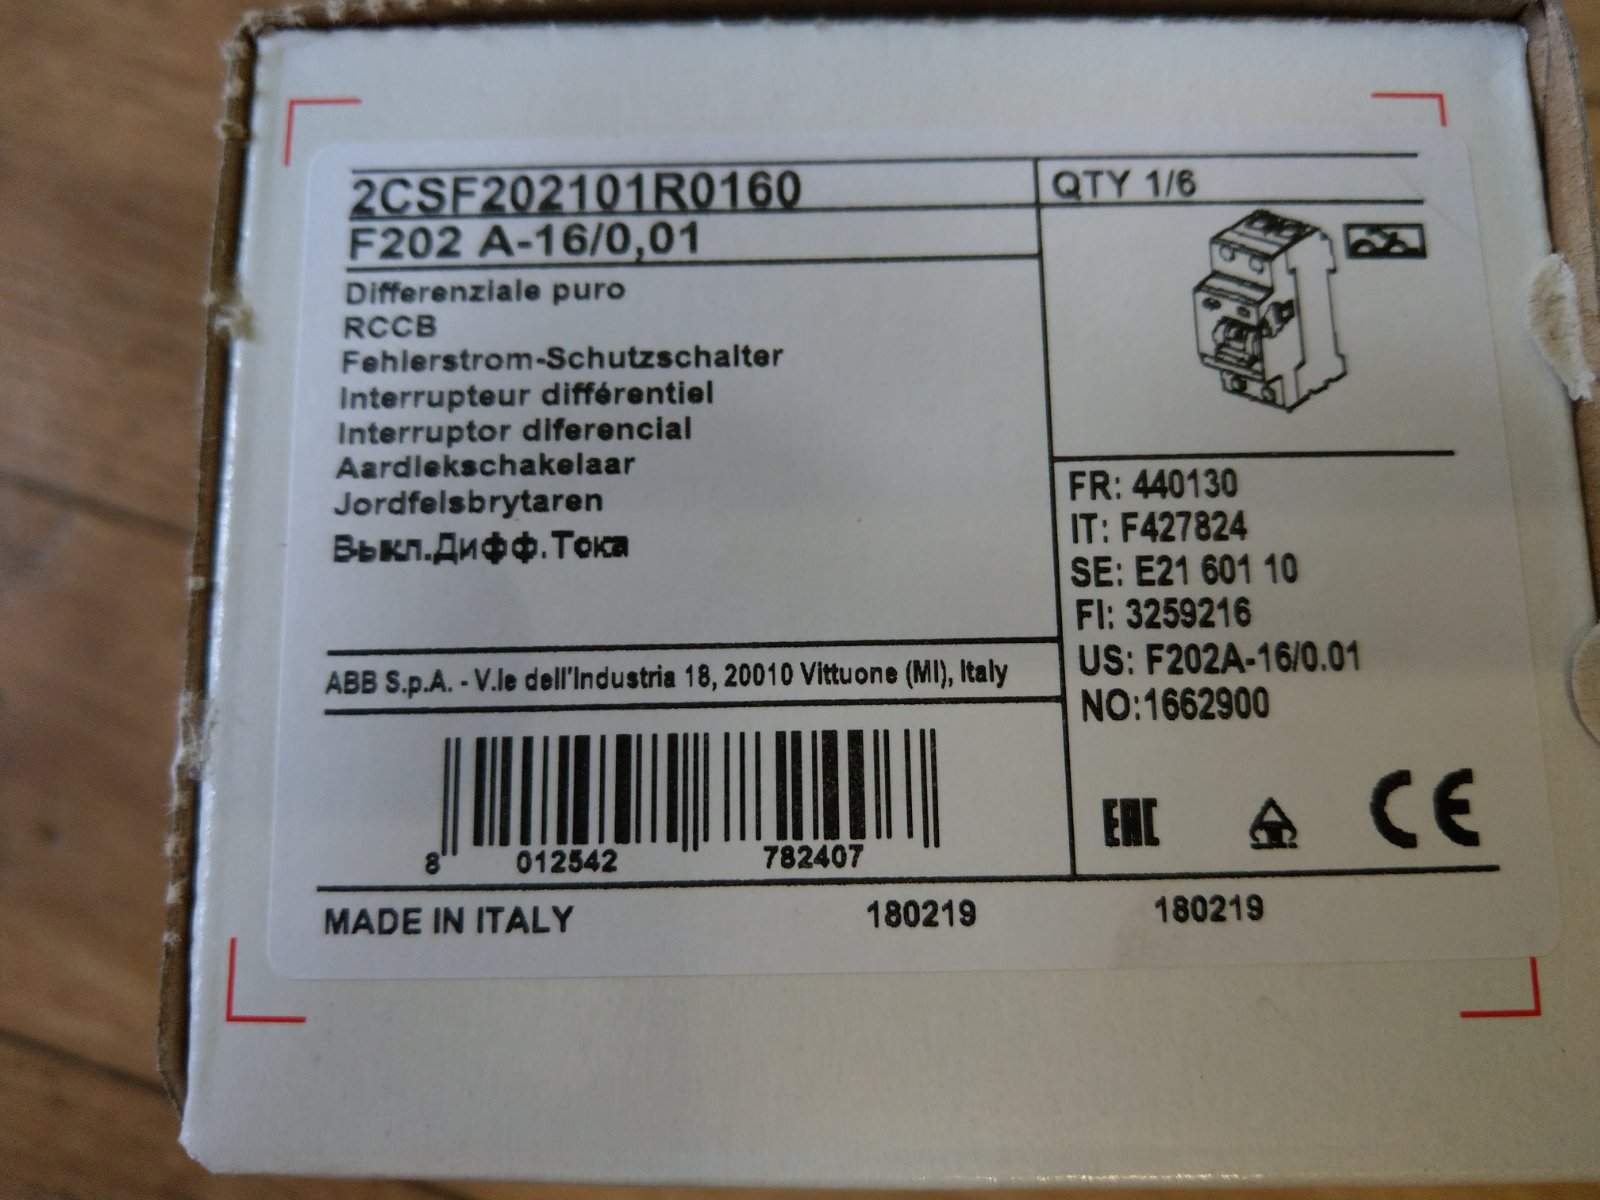 2CSF202101R0160
QTY 1/6
F202 A-16/0,01
Differenziale puro
RCCB
Fehlerstrom-Schutzschalter
Interrupteur différentiel
Interruptor diferencial
Aardlekschakelaar
Jordfelsbrytaren
Выкл.Дифф.Тока
FR: 440130
IT: F427824
SE: E21 601 10
FI: 3259216
US: F202A-16/0.01
NO:1662900
ABB S.p.A. - V.le dell'Industria 18, 20010 Vittuone (MI), Italy
8 012542 782407
EAC
CE
MADE IN ITALY 180219 180219